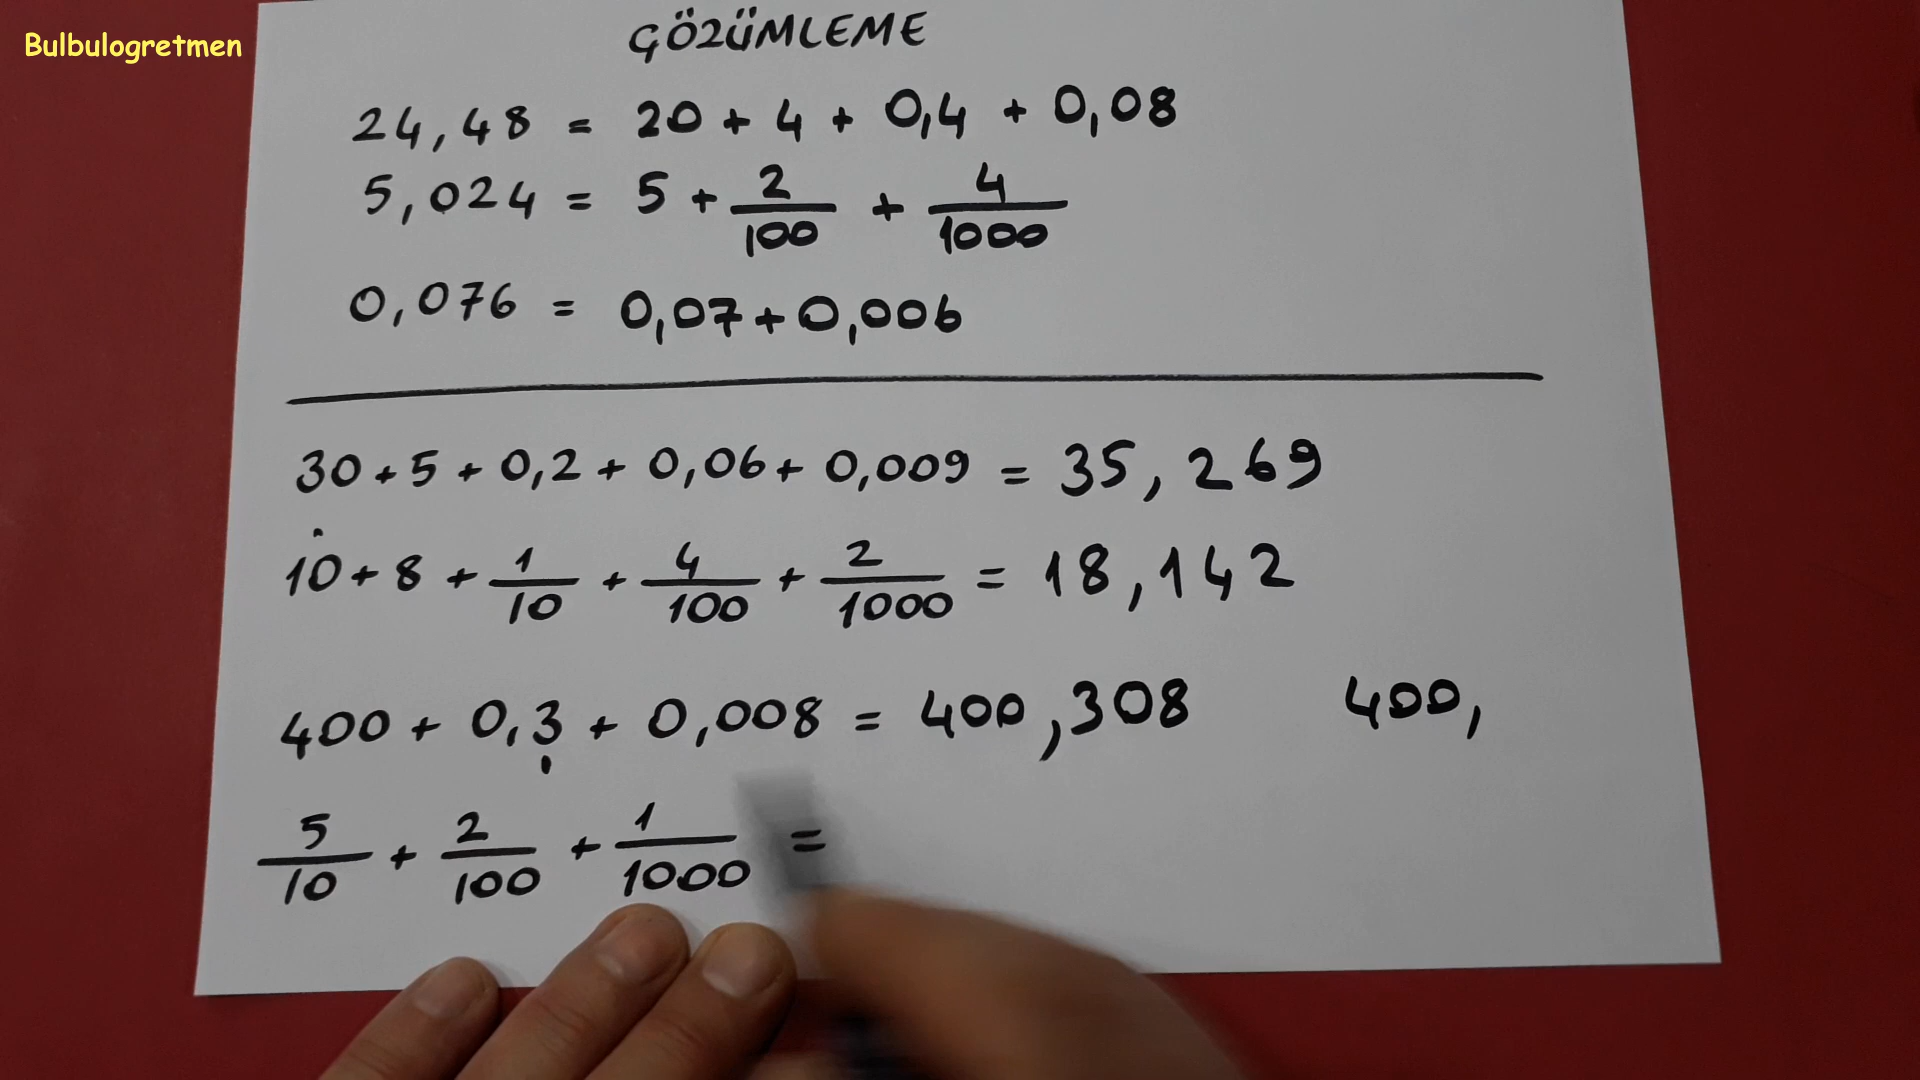 Bulbulogretmen
ÇÖZÜMLEME
24,48 = 20 + 4 + 0,4 + 0,08
5,024 = 5 + 2/100 + 4/1000
0,076 = 0,07 + 0,006
30 + 5 + 0,2 + 0,06 + 0,009 = 35,269
10 + 8 + 1/10 + 4/100 + 2/1000 = 18,142
400 + 0,3 + 0,008 = 400,308 400,
5/10 + 2/100 + 1/1000 =